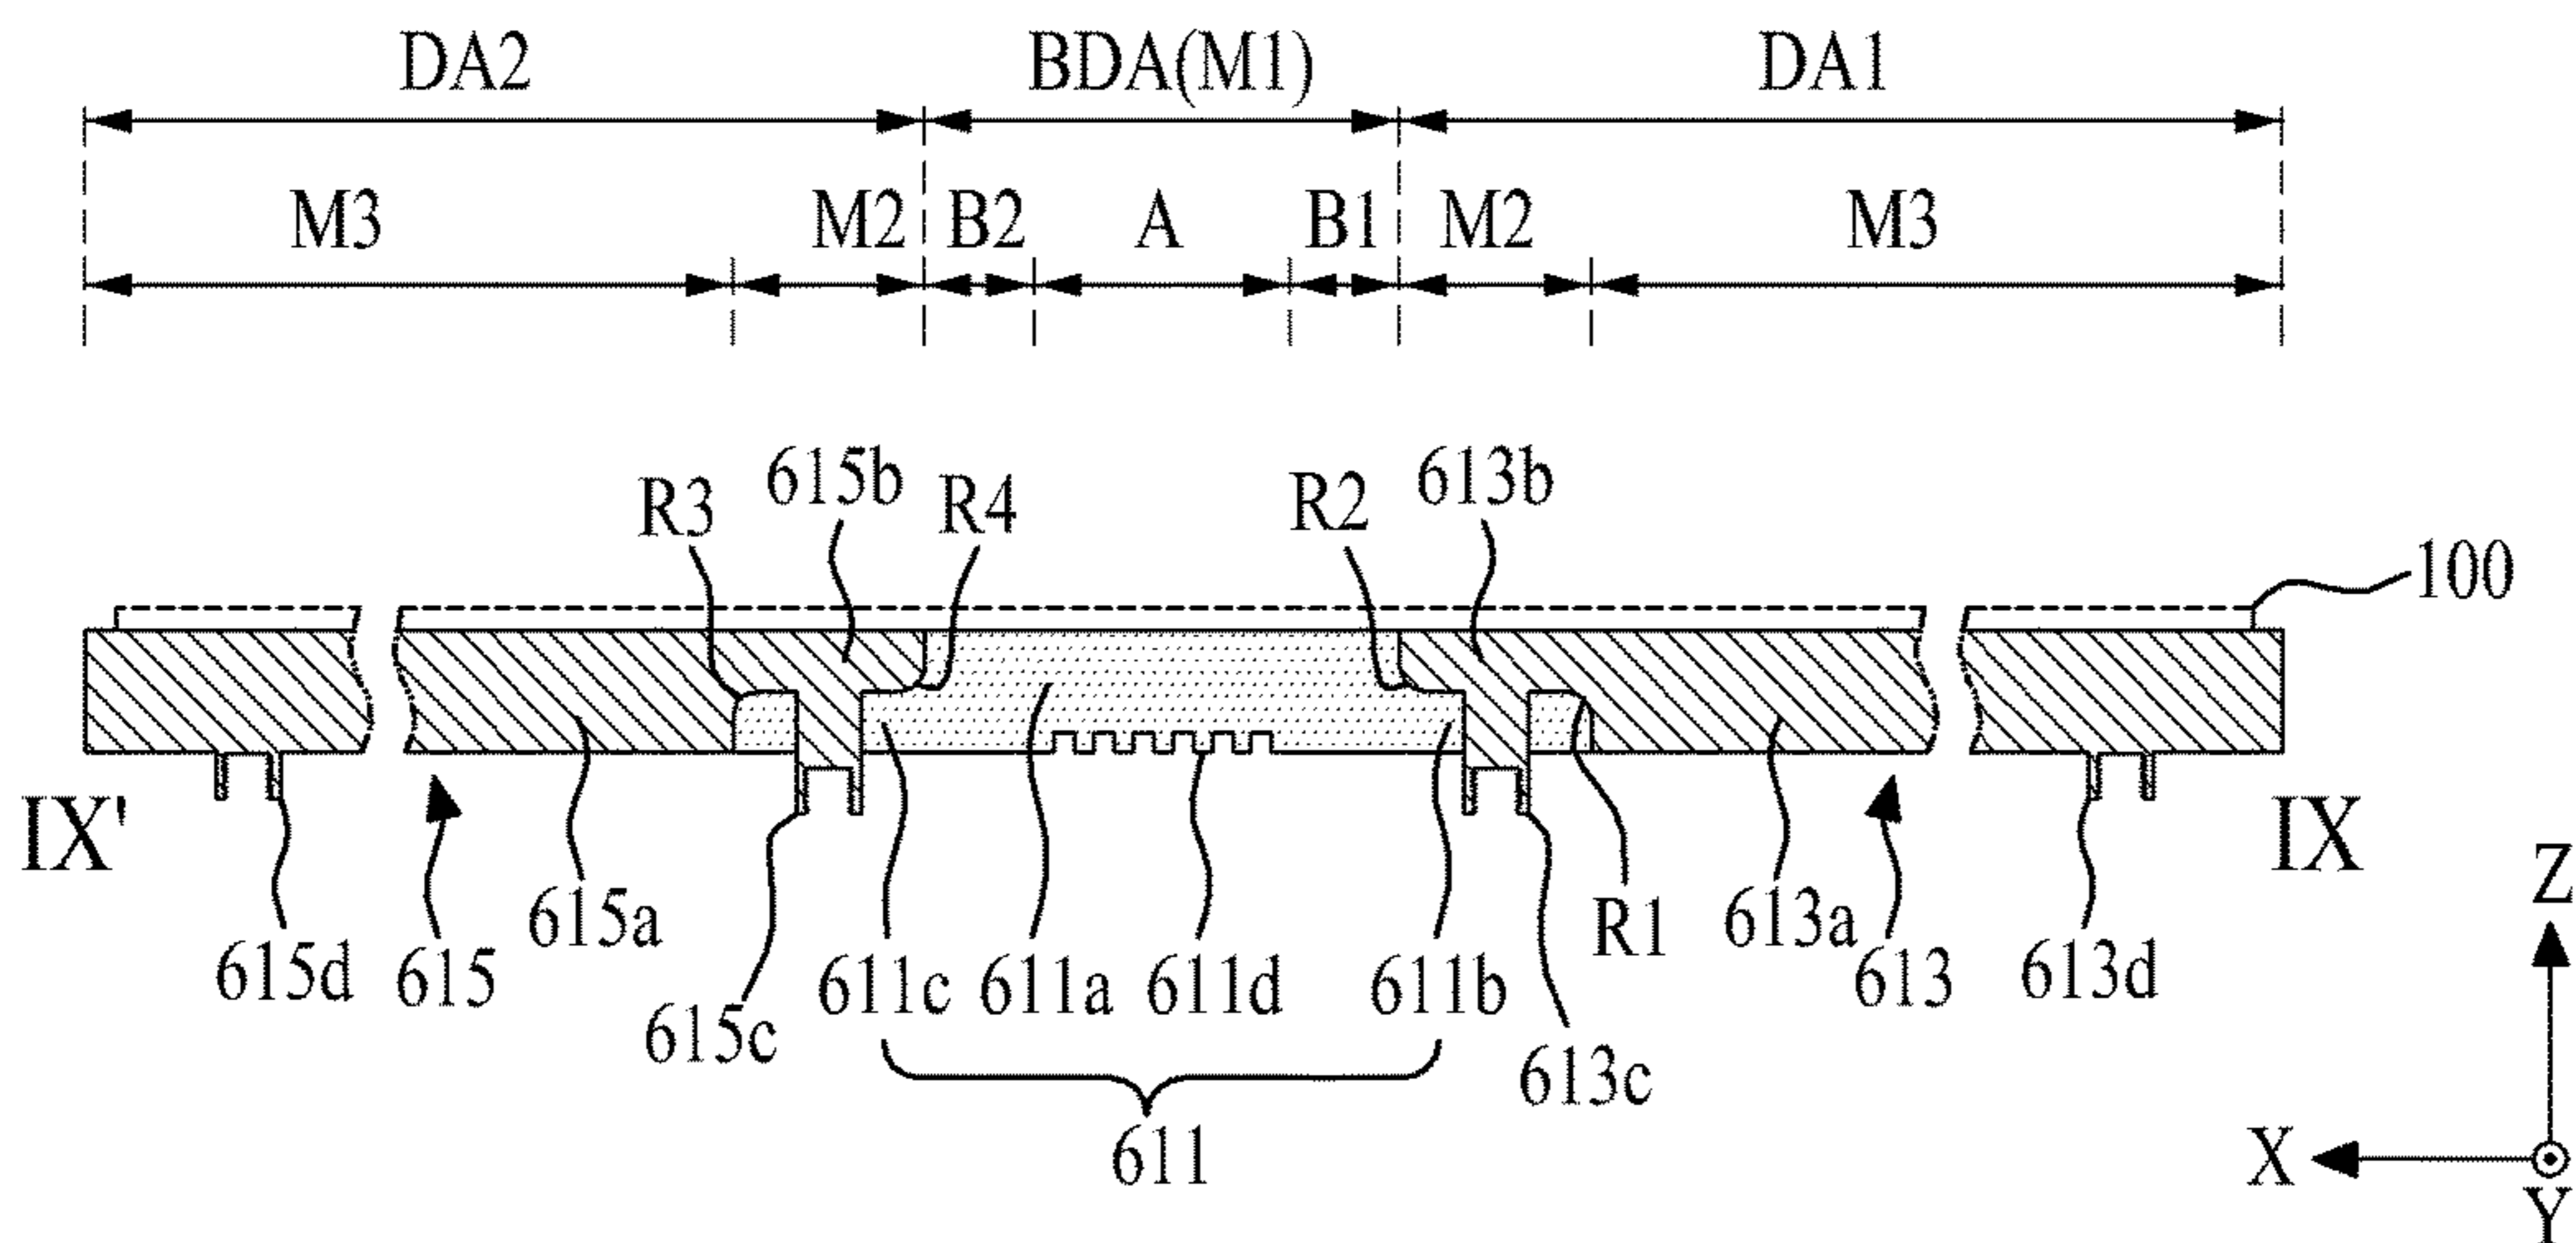 DA2 BDA(M1) DA1
M3 M2 B2 A B1 M2 M3
R3 615b R4 R2 613b
100
IX' IX
615d 615 615a 615c 611c 611a 611d 611b 613c R1 613a 613 613d
611
Z
X
Y